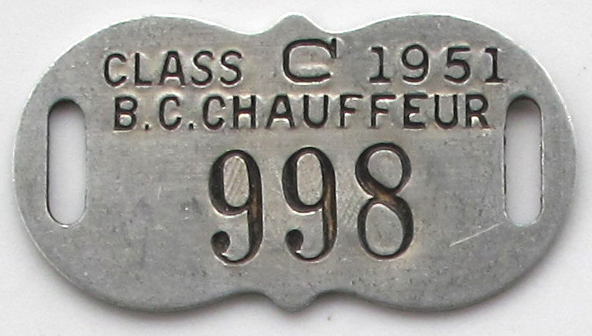 CLASS C 1951
B.C.CHAUFFEUR
998